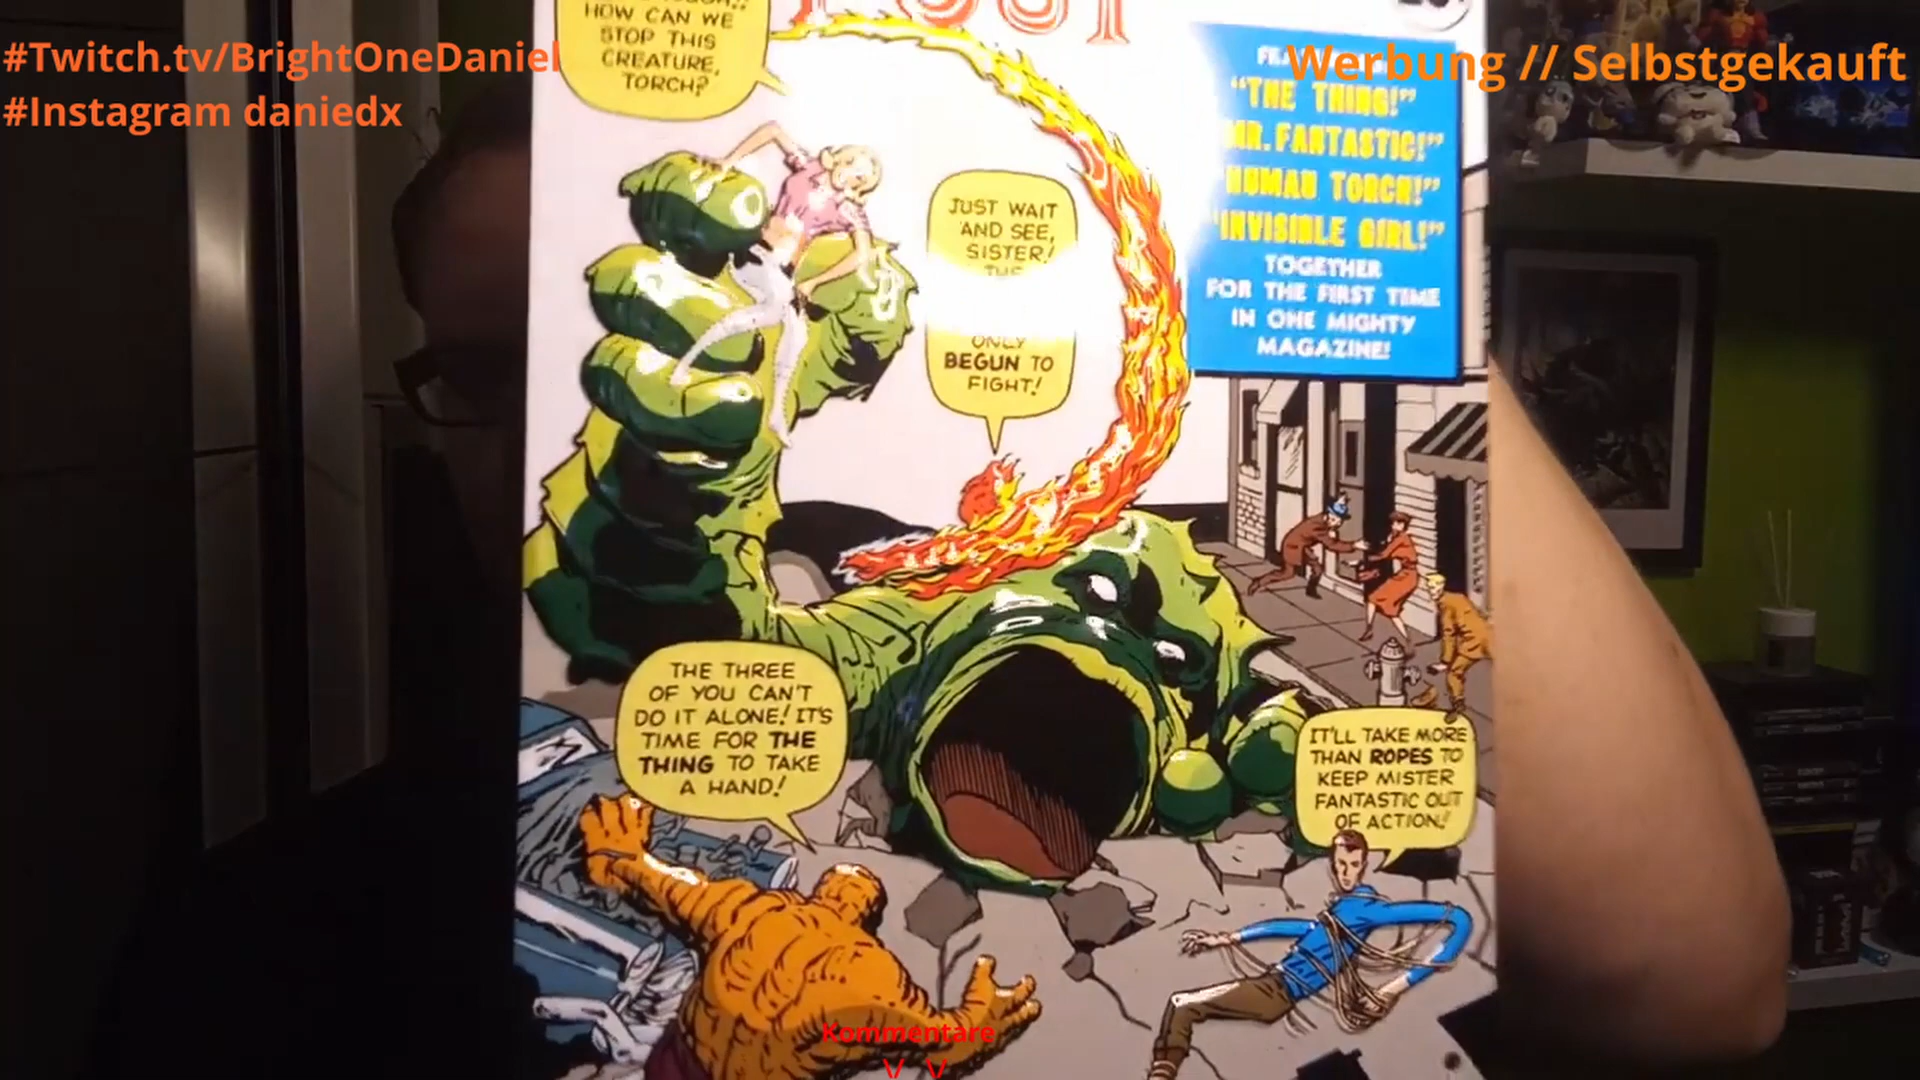 #Twitch.tv/BrightOneDaniel
#Instagram daniedx
Werbung // Selbstgekauft
HOW CAN WE
STOP THIS
CREATURE,
TORCH?
"THE THING!"
MR. FANTASTIC!"
"HUMAN TORCH!"
"INVISIBLE GIRL!"
TOGETHER
FOR THE FIRST TIME
IN ONE MIGHTY
MAGAZINE!
JUST WAIT
AND SEE,
SISTER!
THE
ONLY
BEGUN TO
FIGHT!
THE THREE
OF YOU CAN'T
DO IT ALONE! IT'S
TIME FOR THE
THING TO TAKE
A HAND!
IT'LL TAKE MORE
THAN ROPES TO
KEEP MISTER
FANTASTIC OUT
OF ACTION!
Kommentare
\/ \/